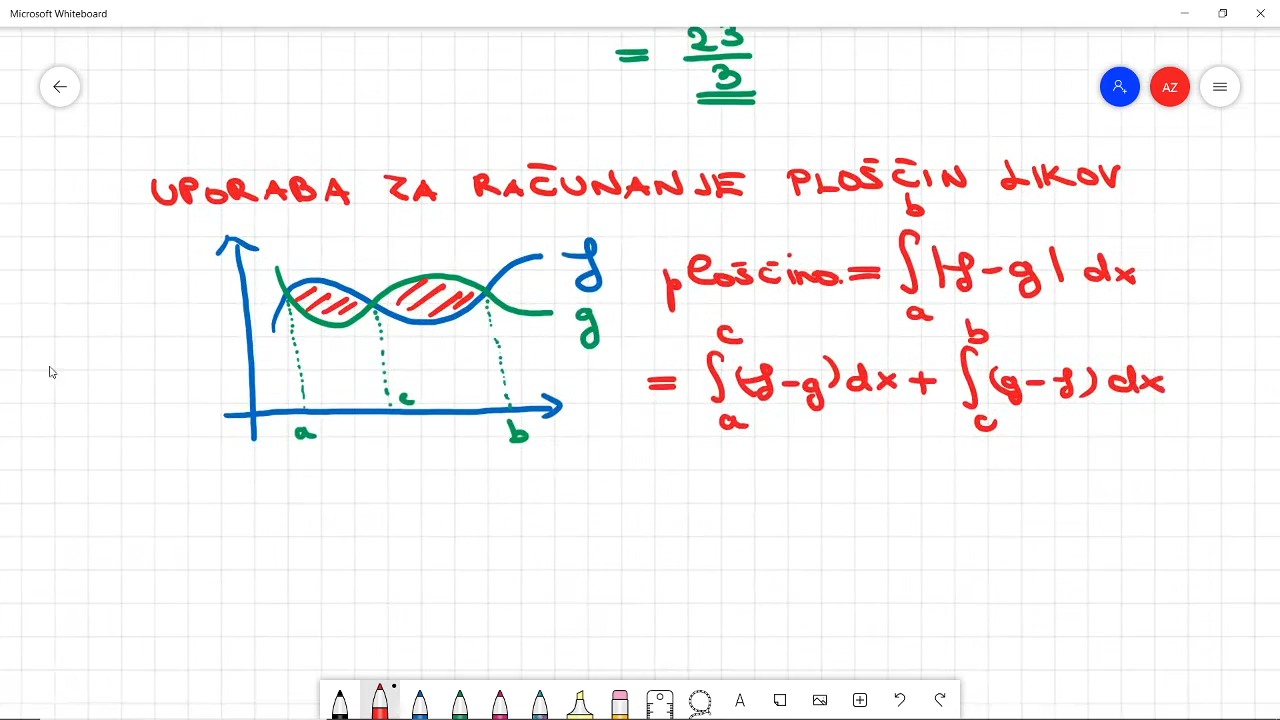 Microsoft Whiteboard
= 23/3
AZ
UPORABA ZA RAČUNANJE PLOŠČIN LIKOV
f
g
a
c
b
ploščina = ∫_a^b |f - g| dx
= ∫_a^c (f - g) dx + ∫_c^b (g - f) dx
A